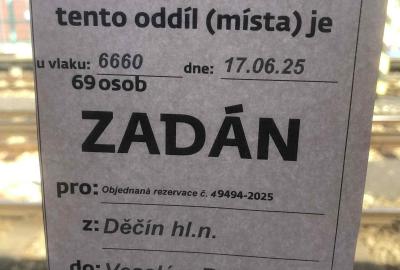 tento oddíl (místa) je
u vlaku: 6660 dne: 17.06.25
69 osob
ZADÁN
pro: Objednaná rezervace č. 49494-2025
z: Děčín hl.n.
do: